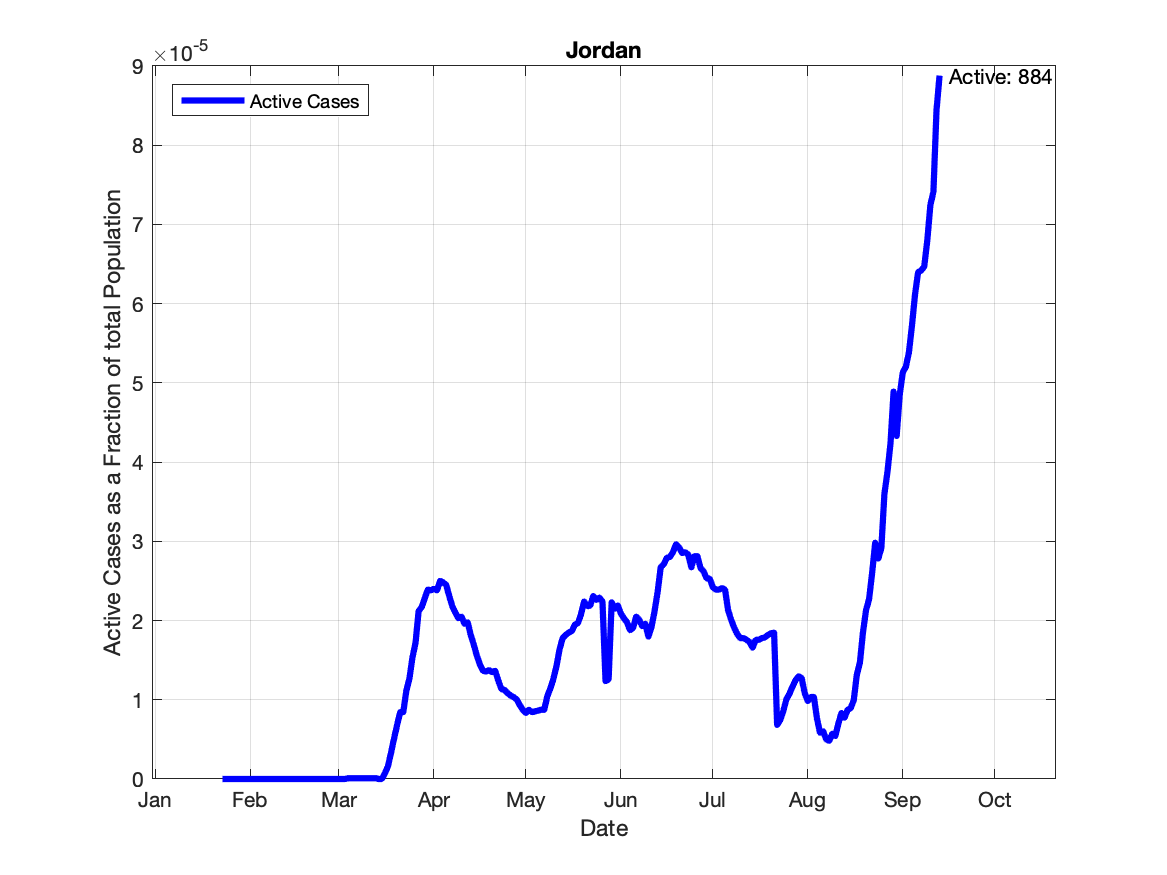 Jordan
×10-5
9
8
7
6
5
4
3
2
1
0
Active Cases as a Fraction of total Population
Active Cases
Active: 884
Jan Feb Mar Apr May Jun Jul Aug Sep Oct
Date